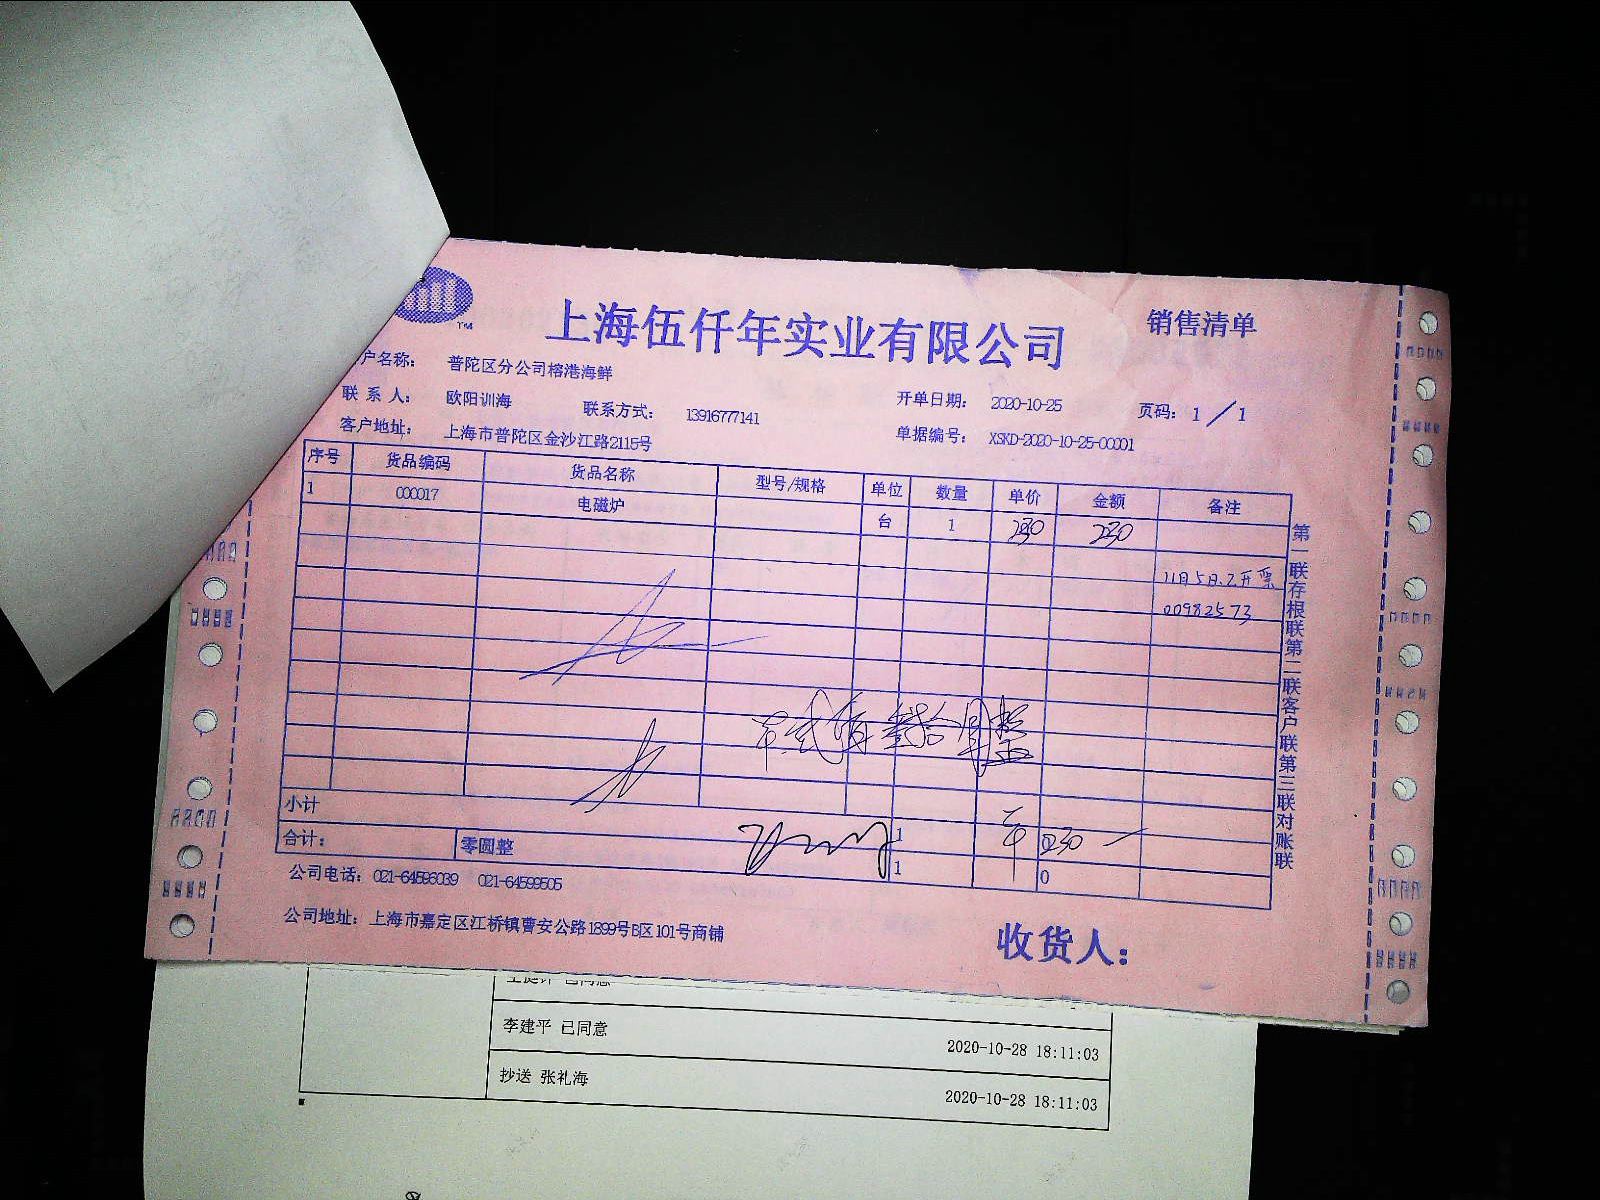 TM
上海伍仟年实业有限公司
销售清单
户名称: 普陀区分公司榕港海鲜
联系人: 欧阳训海 联系方式: 13916777141 开单日期: 2020-10-25 页码: 1/1
客户地址: 上海市普陀区金沙江路2115号 单据编号: XSKD-2020-10-25-00001
序号 货品编码 货品名称 型号/规格 单位 数量 单价 金额 备注
1 000017 电磁炉 台 1 230 230
11月5日 开票
00982573
贰佰叁拾圆整
小计 1 230
合计: 零圆整 1 0
公司电话: 021-64596039 021-64599505
公司地址: 上海市嘉定区江桥镇曹安公路1899号B区101号商铺
收货人:
第一联存根联第二联客户联第三联对账联
李建平 已同意
2020-10-28 18:11:03
抄送 张礼海
2020-10-28 18:11:03